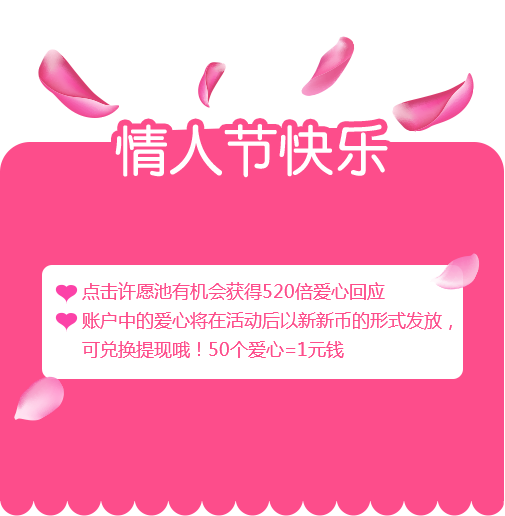 情人节快乐
点击许愿池有机会获得520倍爱心回应
账户中的爱心将在活动后以新新币的形式发放，
可兑换提现哦！50个爱心=1元钱